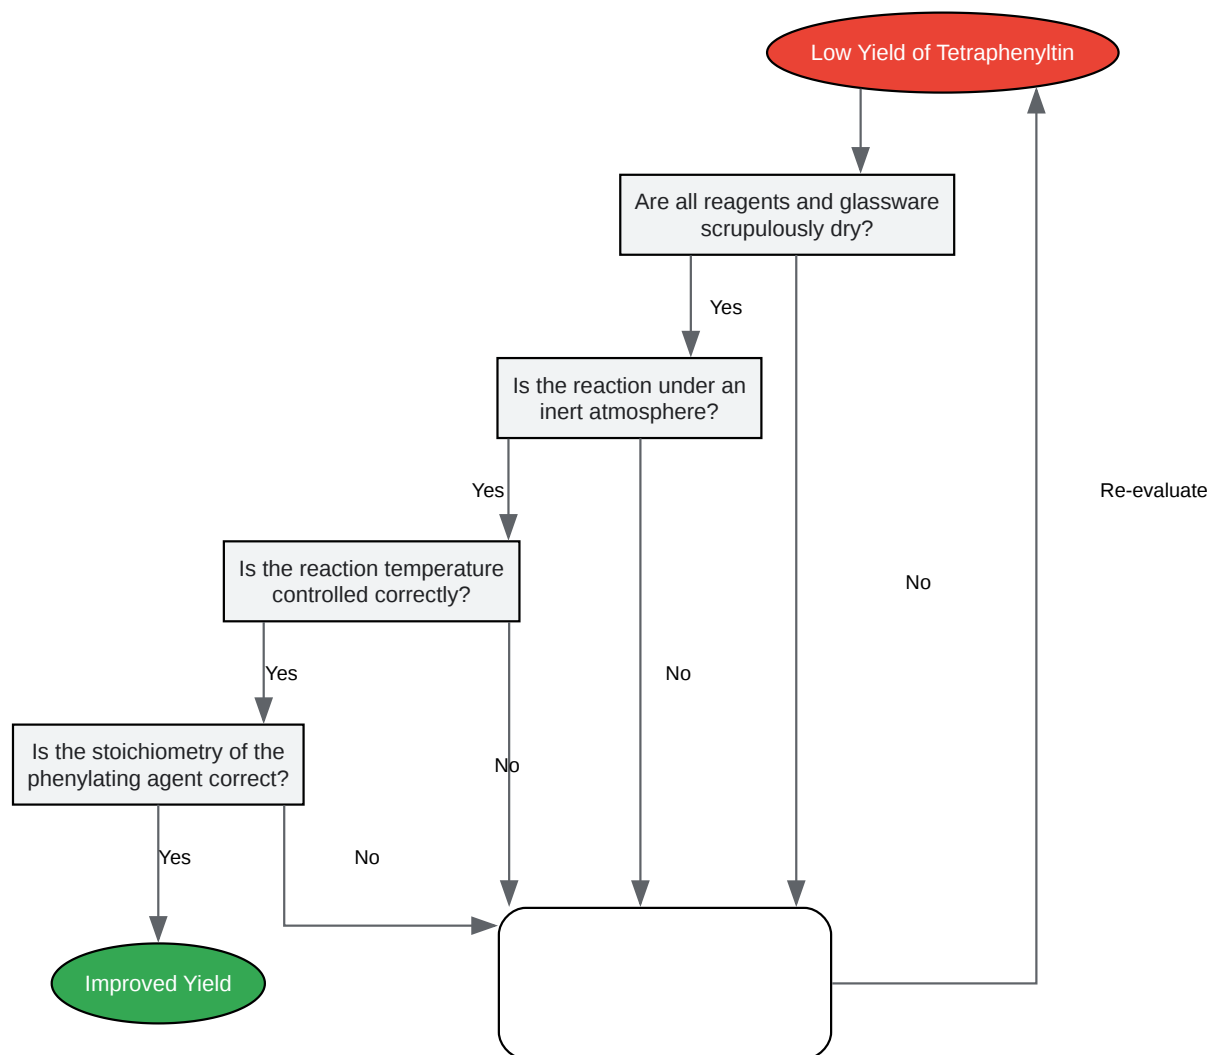 Low Yield of Tetraphenyltin
Are all reagents and glassware
scrupulously dry?
Yes
Is the reaction under an
inert atmosphere?
Yes
Re-evaluate
Is the reaction temperature
controlled correctly?
No
Yes
No
Is the stoichiometry of the
phenylating agent correct?
No
Yes
No
Improved Yield